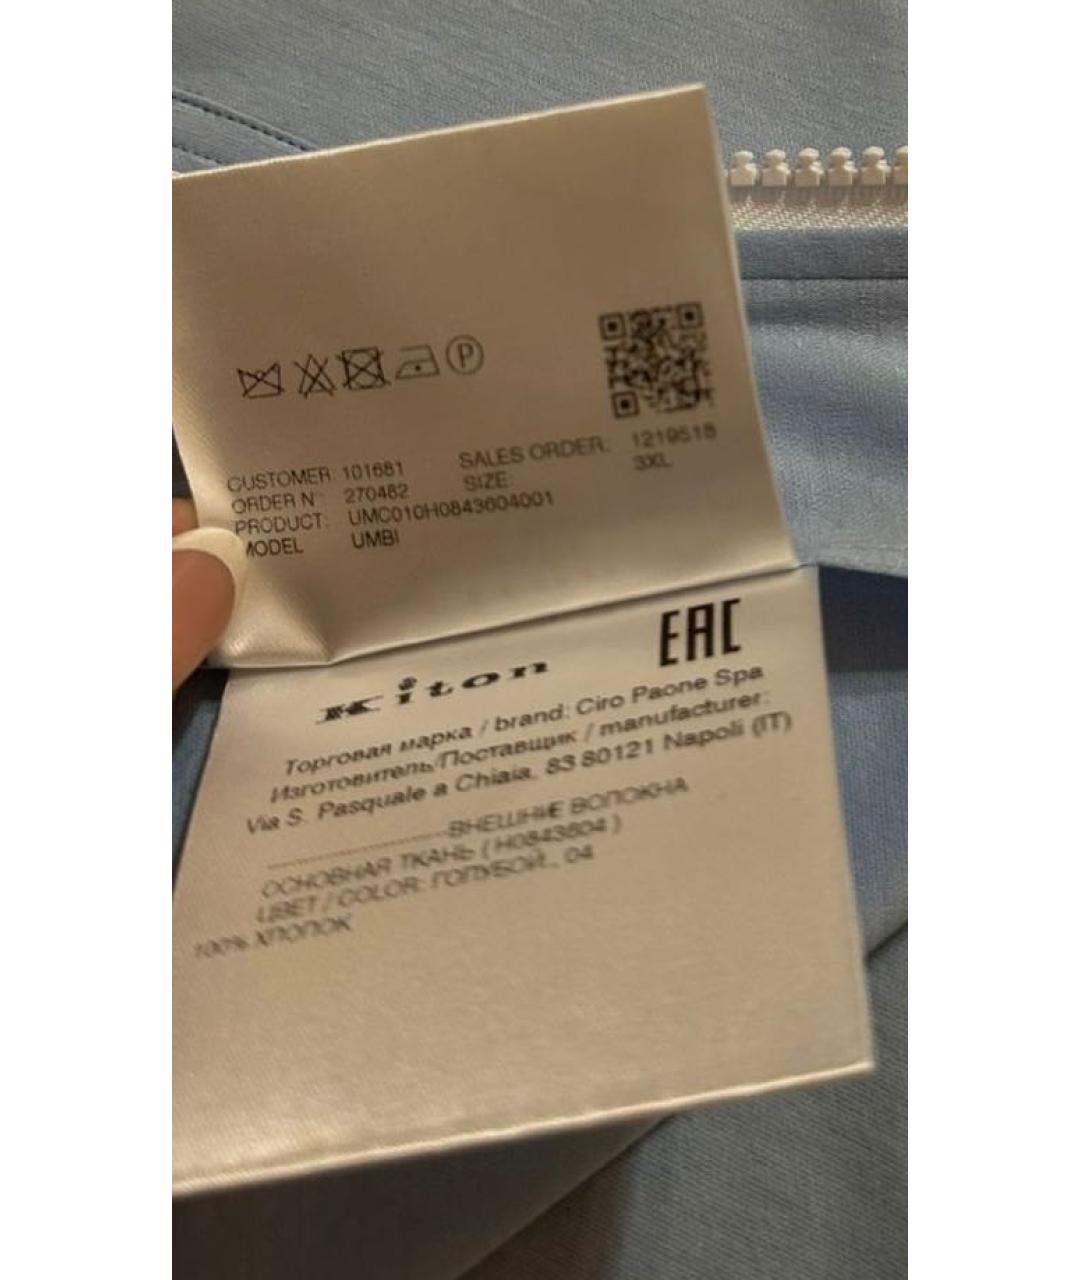 P
CUSTOMER: 101681 SALES ORDER: 1219518
ORDER N° 270482 SIZE: 3XL
PRODUCT: UMC010H0843604001
MODEL UMBI
EAC
Kiton
Торговая марка / brand: Ciro Paone Spa
Изготовитель/Поставщик / manufacturer:
Via S. Pasquale a Chiaia, 83 80121 Napoli (IT)
ВНЕШНИЕ ВОЛОКНА
ОСНОВНАЯ ТКАНЬ ( H0843604 )
ЦВЕТ / COLOR: ГОЛУБОЙ., 04
100% ХЛОПОК